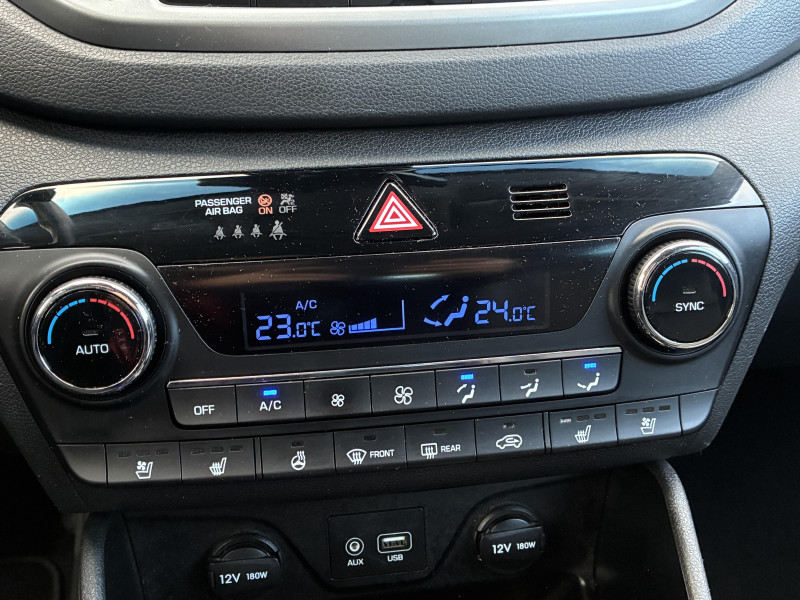 PASSENGER
AIR BAG ON OFF
A/C
23.0°C 24.0°C
AUTO
SYNC
OFF A/C
FRONT REAR
AUX USB
12V 180W
12V 180W